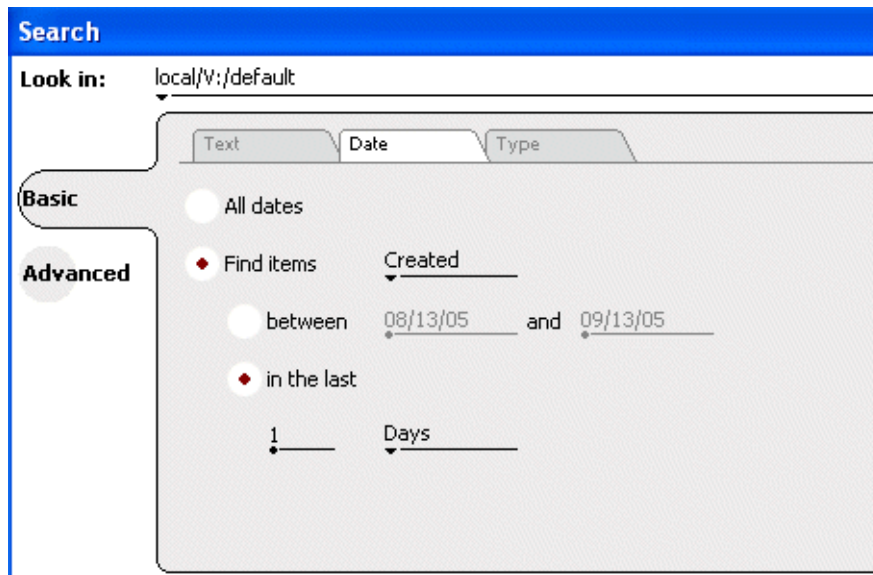 Search
Look in: local/V:/default
Text Date Type
Basic
All dates
Advanced
Find items Created
between 08/13/05 and 09/13/05
in the last
1 Days